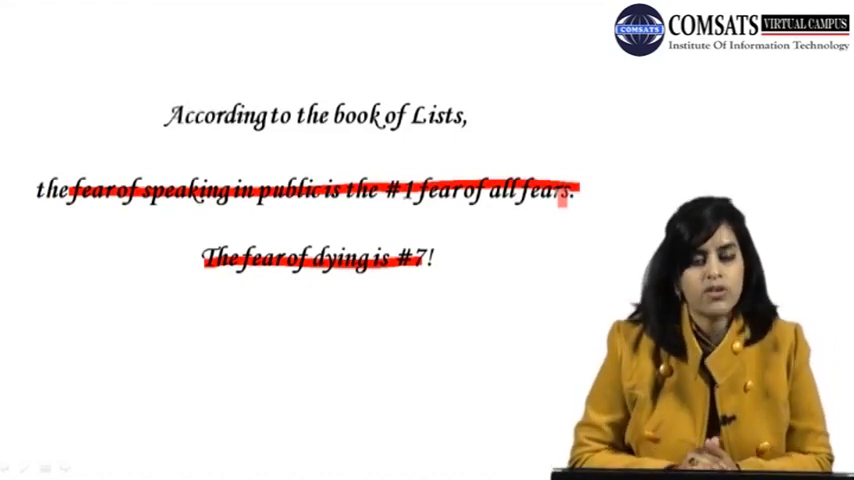 COMSATS VIRTUAL CAMPUS
COMSATS
Institute Of Information Technology
According to the book of Lists,
the fear of speaking in public is the #1 fear of all fears.
The fear of dying is #7!